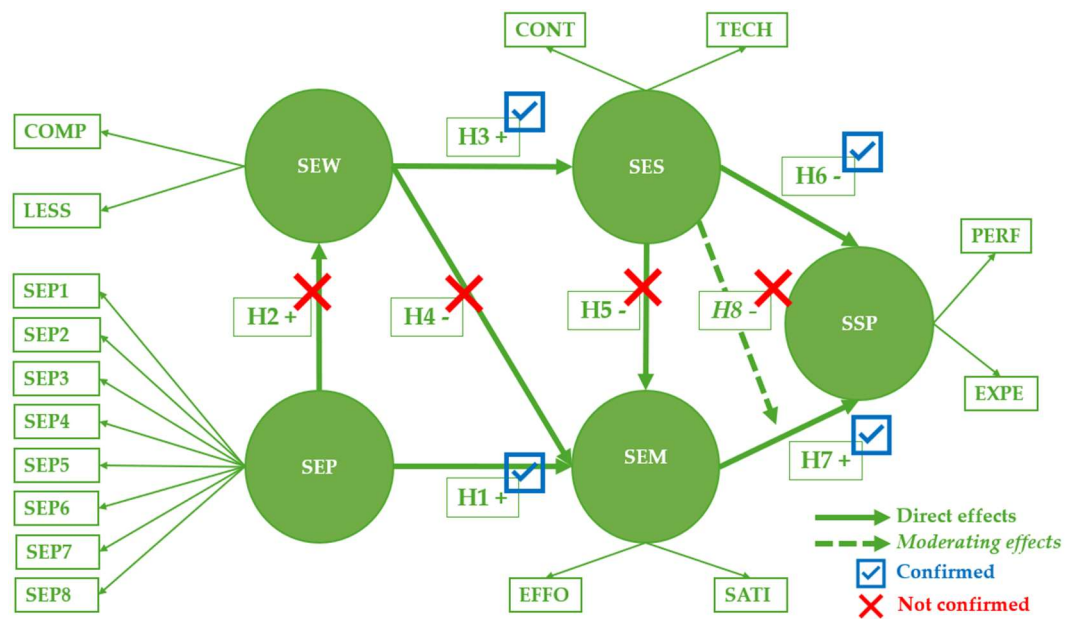 CONT
TECH
COMP
H3 +
SEW
SES
H6 -
LESS
PERF
SEP1
H2 +
H4 -
H5 -
H8 -
SSP
SEP2
SEP3
EXPE
SEP4
SEP
SEM
H7 +
SEP5
H1 +
SEP6
Direct effects
SEP7
Moderating effects
Confirmed
SEP8
EFFO
SATI
Not confirmed